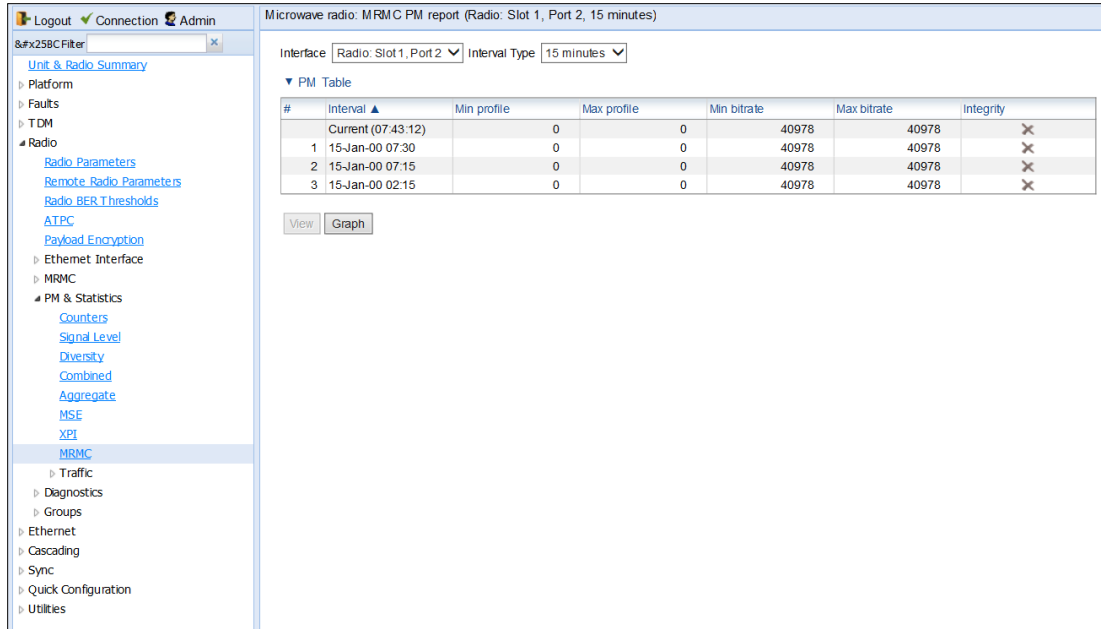 Logout Connection Admin
&#x25BC Filter
Unit & Radio Summary
Platform
Faults
TDM
Radio
Radio Parameters
Remote Radio Parameters
Radio BER Thresholds
ATPC
Payload Encryption
Ethernet Interface
MRMC
PM & Statistics
Counters
Signal Level
Diversity
Combined
Aggregate
MSE
XPI
MRMC
Traffic
Diagnostics
Groups
Ethernet
Cascading
Sync
Quick Configuration
Utilities
Microwave radio: MRMC PM report (Radio: Slot 1, Port 2, 15 minutes)
Interface Radio: Slot 1, Port 2 Interval Type 15 minutes
▼ PM Table
# Interval ▲ Min profile Max profile Min bitrate Max bitrate Integrity
Current (07:43:12) 0 0 40978 40978
1 15-Jan-00 07:30 0 0 40978 40978
2 15-Jan-00 07:15 0 0 40978 40978
3 15-Jan-00 02:15 0 0 40978 40978
View Graph